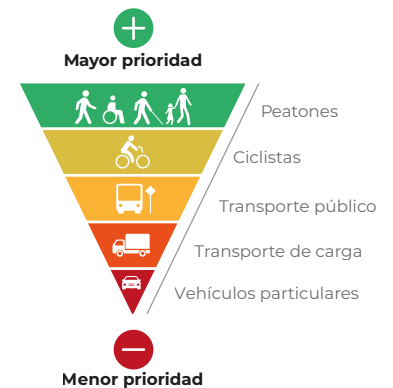 Mayor prioridad
Peatones
Ciclistas
Transporte público
Transporte de carga
Vehículos particulares
Menor prioridad